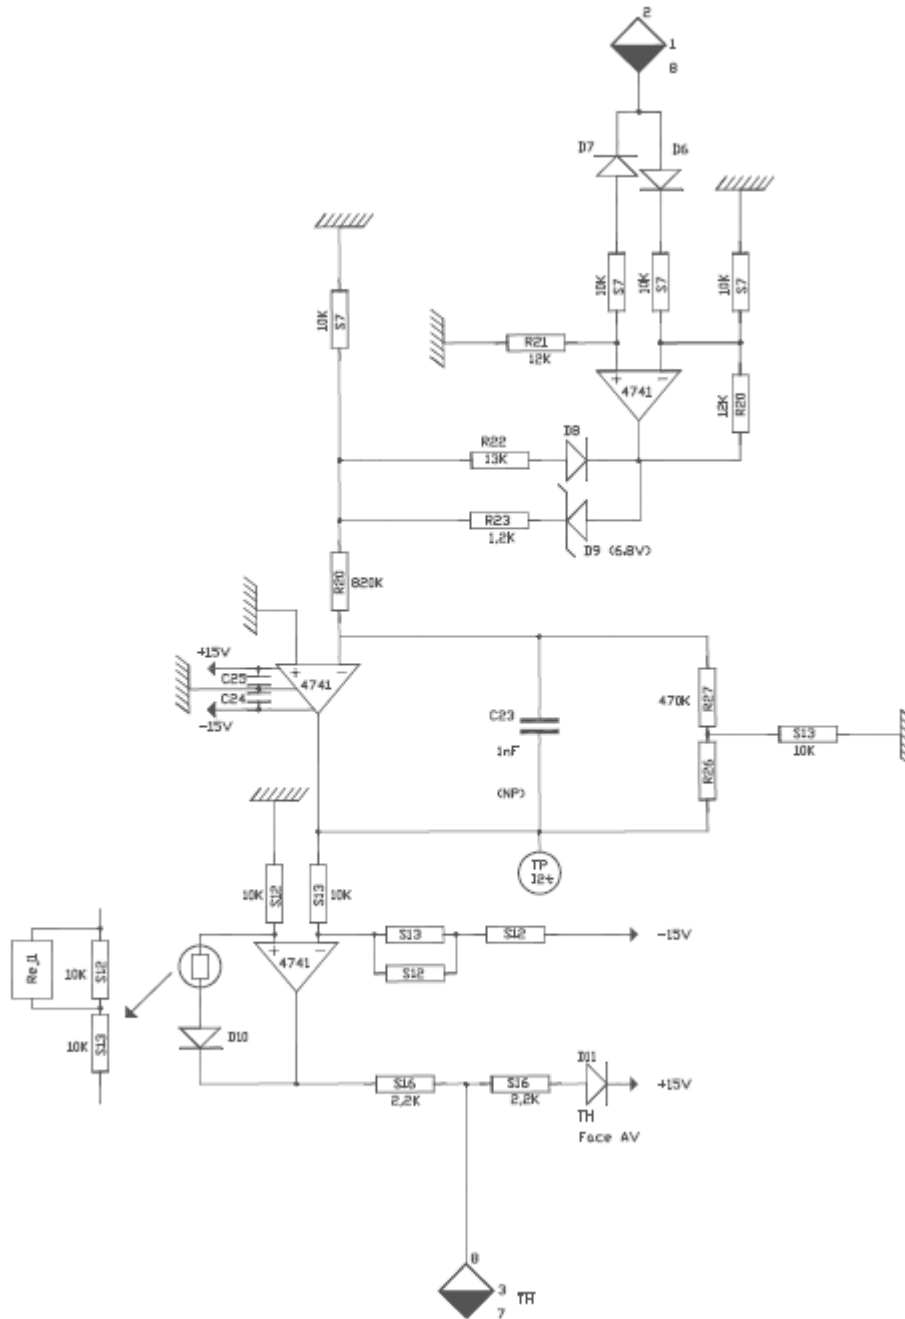 2
1
8
D7
D6
10K
S7
10K
S7
10K
S7
10K
S7
R21
12K
4741
+
-
12K
R20
D8
R22
13K
R23
1,2K
D9 (6.8V)
R20
820K
+15V
+
-
4741
C25
C24
-15V
C23
1nF
(NP)
470K
R27
R26
S13
10K
TP
I2t
10K
S12
S13
10K
+
-
4741
S13
S12
S12
-15V
10K
S12
10K
S13
D10
S16
2,2K
S16
2,2K
D11
+15V
TH
Face AV
8
3
TH
7